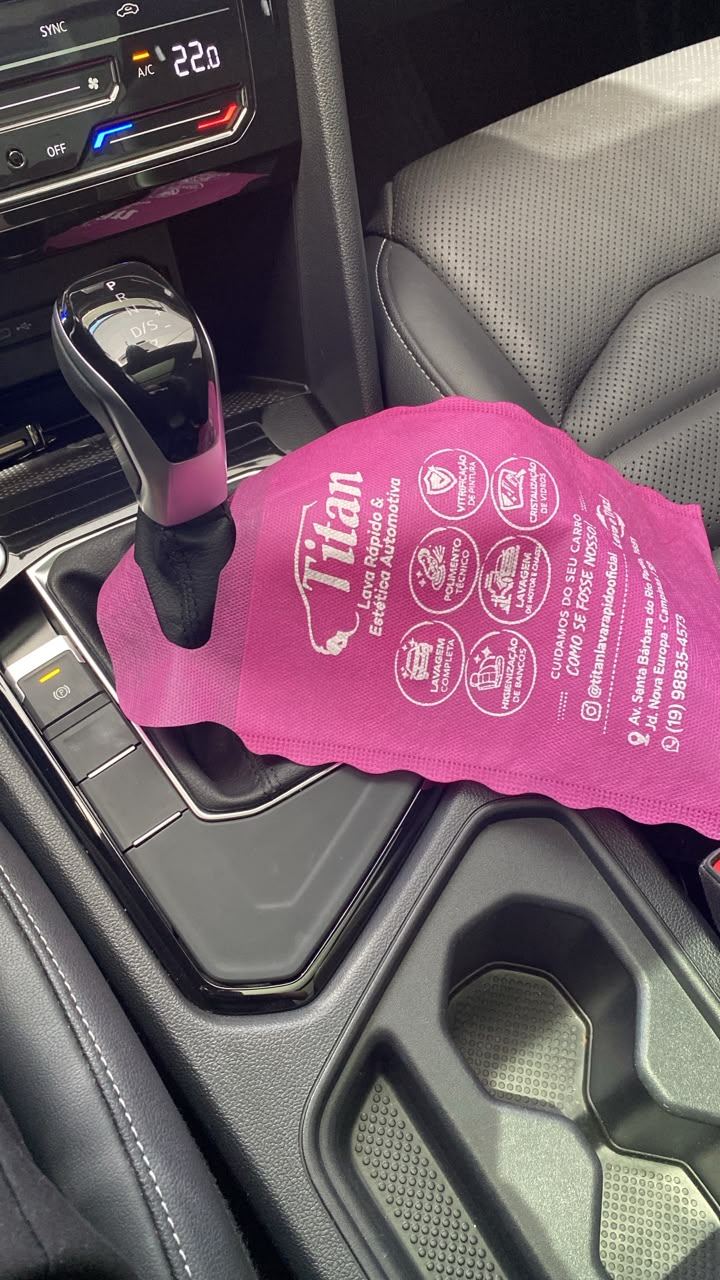 SYNC
A/C
22.0
OFF
P
R
N
D/S
+
-
Titan
Lava Rápido &
Estética Automotiva
VITRIFICAÇÃO
DE PINTURA
CRISTALIZAÇÃO
DE VIDROS
POLIMENTO
TÉCNICO
LAVAGEM
DE MOTOR E CHASSI
LAVAGEM
COMPLETA
HIGIENIZAÇÃO
DE BANCOS
CUIDAMOS DO SEU CARRO
COMO SE FOSSE NOSSO!
@titanlavarapidooficial
Av. Santa Bárbara do Rio Pardo
Jd. Nova Europa - Campinas
(19) 98835-4573
(P)